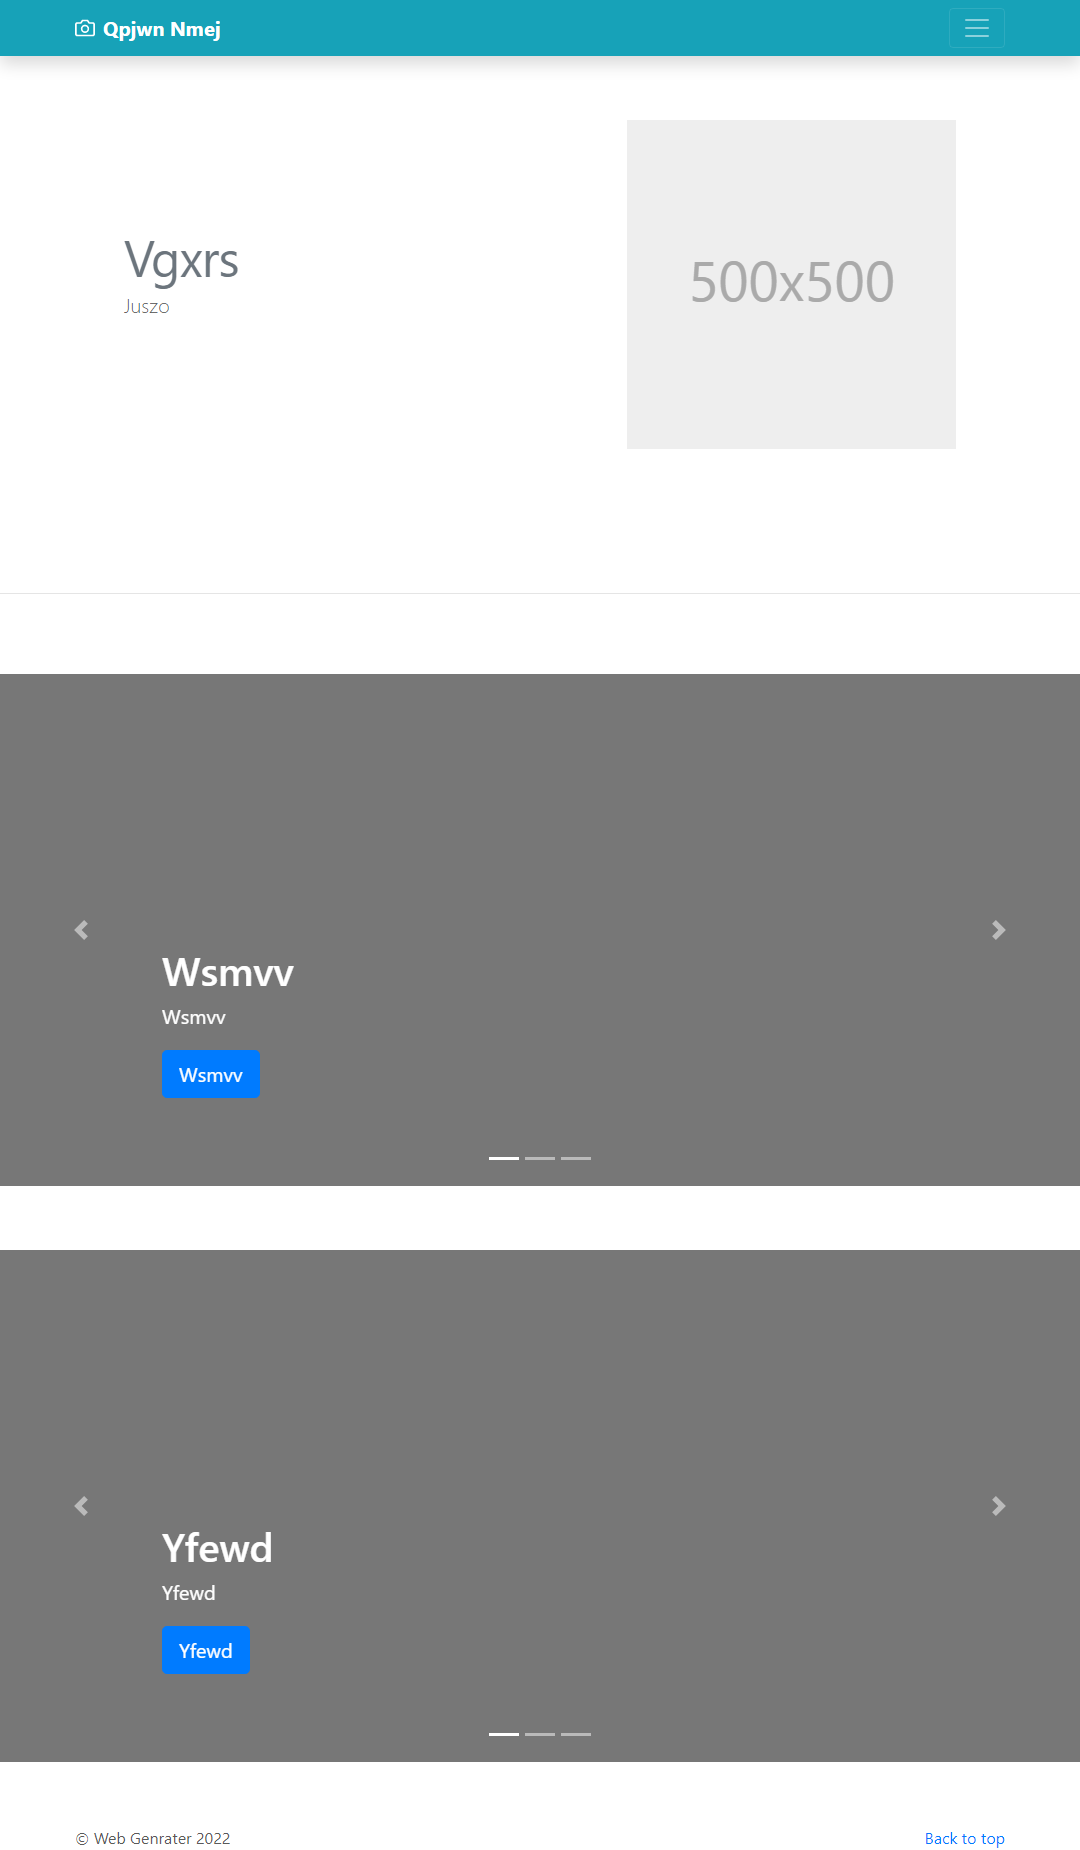 Qpjwn Nmej
Vgxrs
Juszo
500x500
Wsmvv
Wsmvv
Wsmvv
Yfewd
Yfewd
Yfewd
© Web Genrater 2022
Back to top